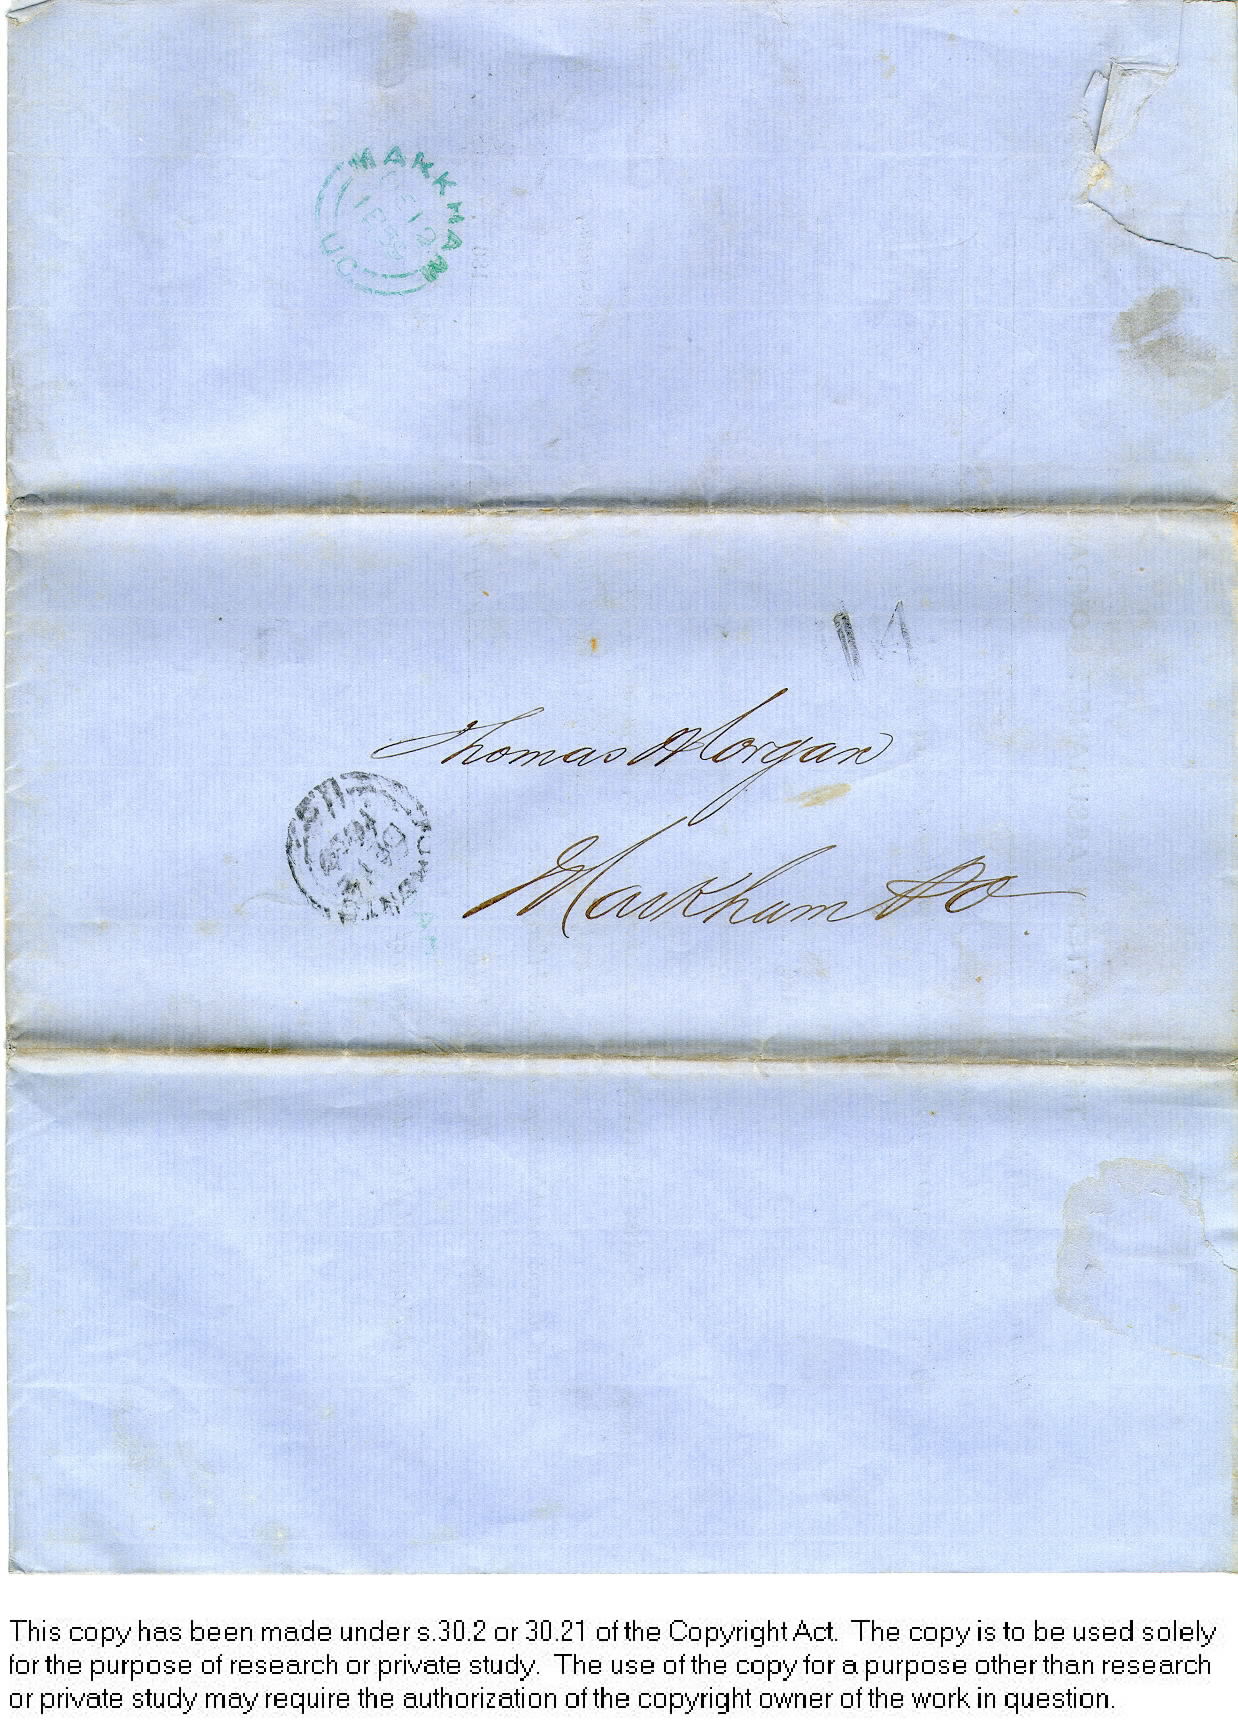 MARKHAM
UC
14
Thomas Morgan
Markham PO
This copy has been made under s.30.2 or 30.21 of the Copyright Act. The copy is to be used solely
for the purpose of research or private study. The use of the copy for a purpose other than research
or private study may require the authorization of the copyright owner of the work in question.